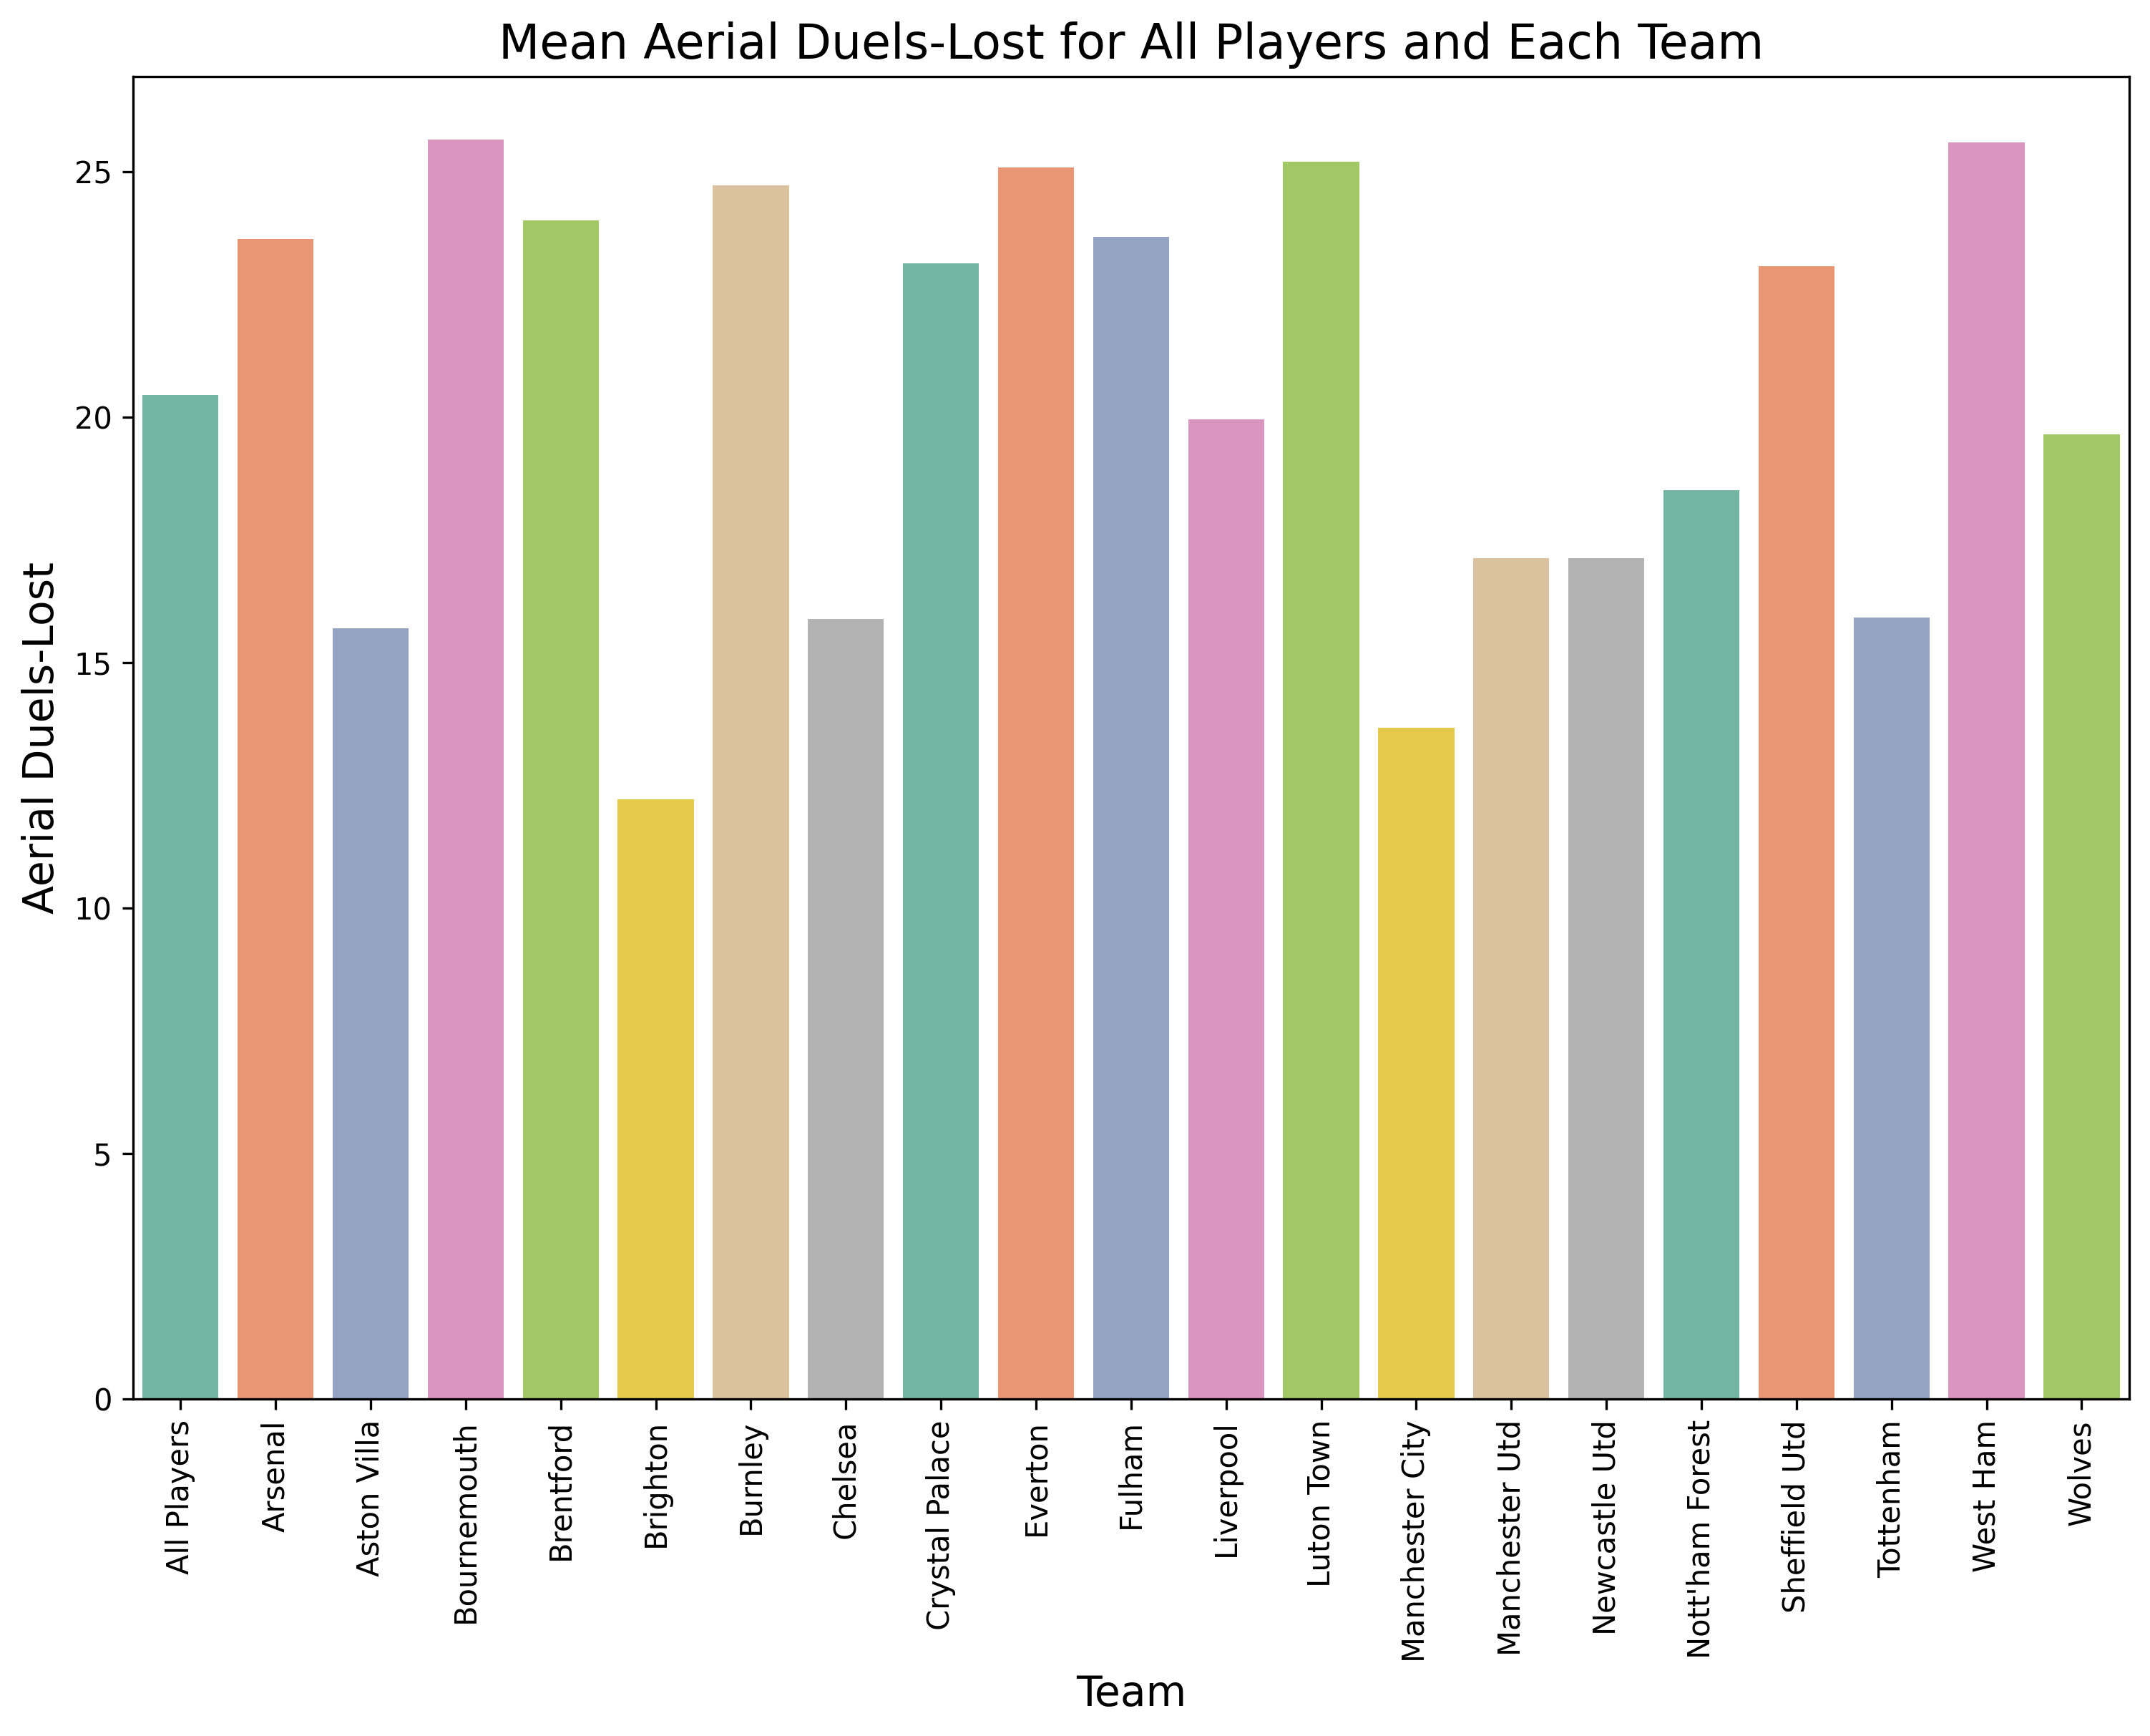 Mean Aerial Duels-Lost for All Players and Each Team
Aerial Duels-Lost
25
20
15
10
5
0
All Players
Arsenal
Aston Villa
Bournemouth
Brentford
Brighton
Burnley
Chelsea
Crystal Palace
Everton
Fulham
Liverpool
Luton Town
Manchester City
Manchester Utd
Newcastle Utd
Nott'ham Forest
Sheffield Utd
Tottenham
West Ham
Wolves
Team